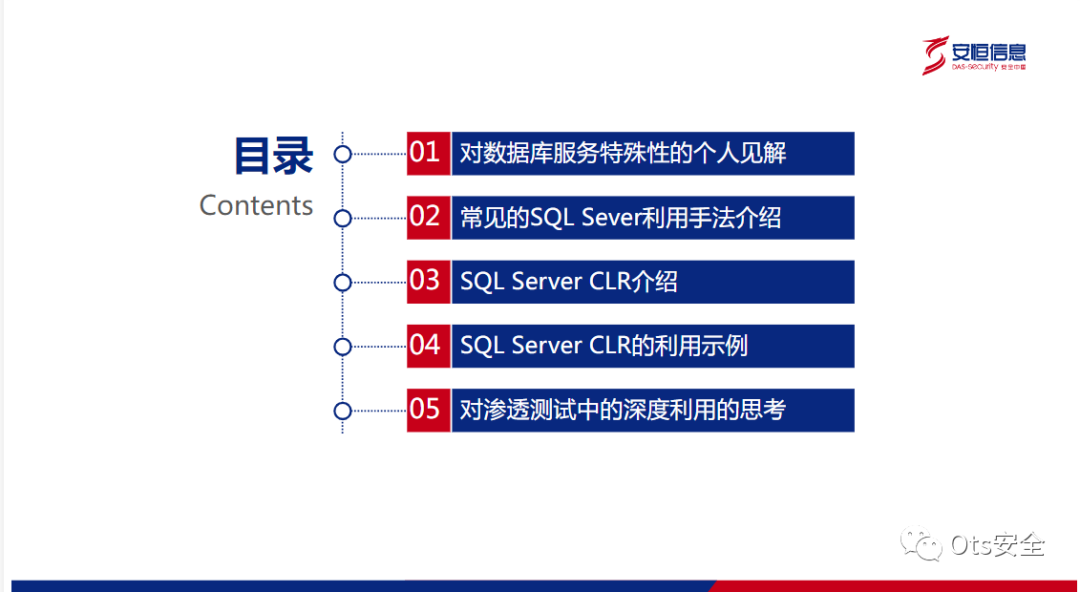 安恒信息
DAS-security 安全中国
目录
Contents
01 对数据库服务特殊性的个人见解
02 常见的SQL Sever利用手法介绍
03 SQL Server CLR介绍
04 SQL Server CLR的利用示例
05 对渗透测试中的深度利用的思考
Ots安全